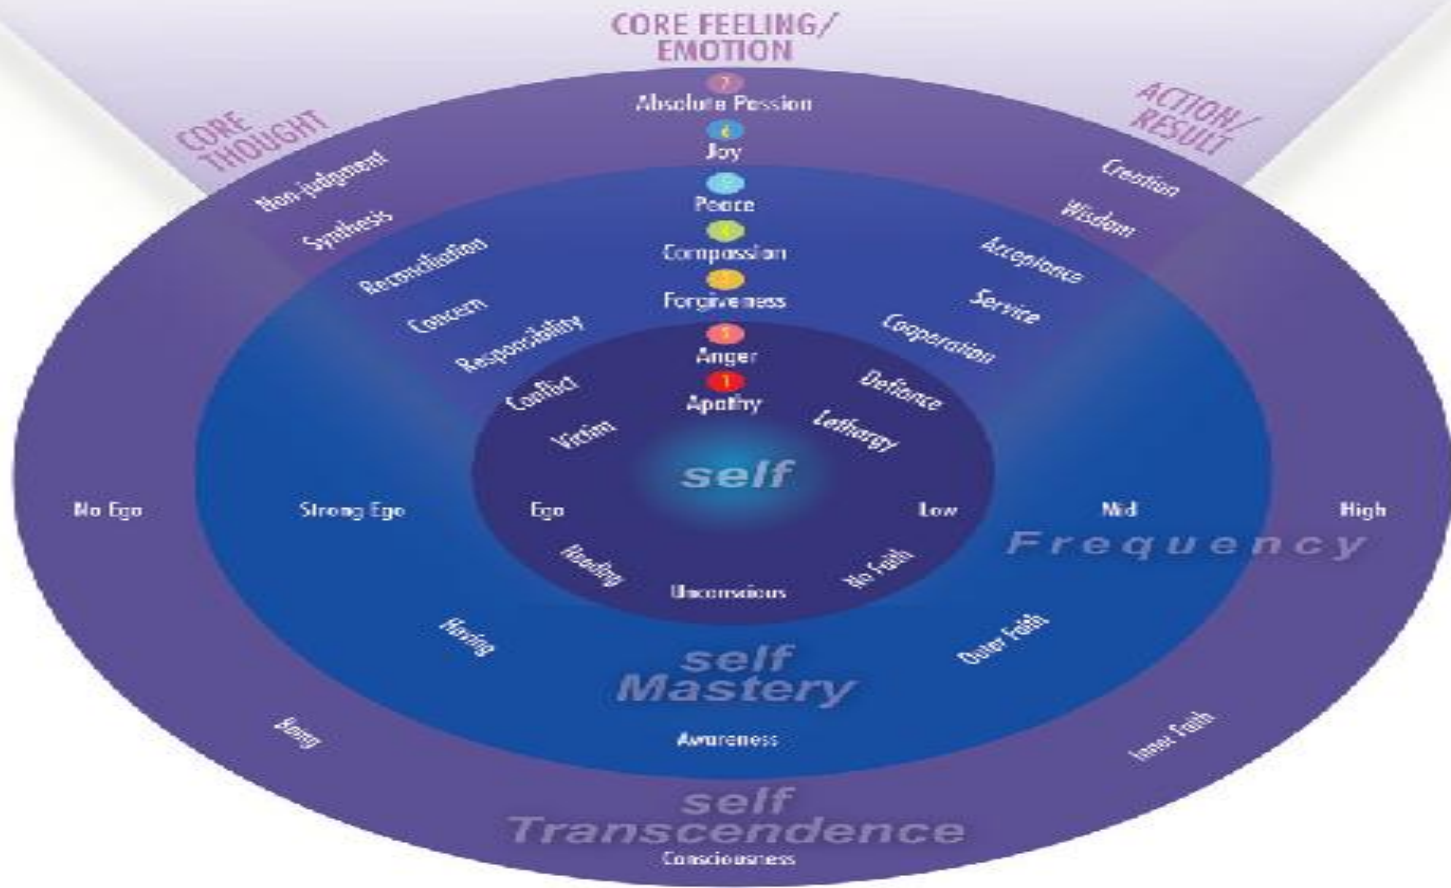 CORE FEELING/
EMOTION
CORE
THOUGHT
ACTION/
RESULT
7
Absolute Passion
6
Joy
Peace
4
Compassion
Forgiveness
Anger
1
Apathy
Non-judgment
Synthesis
Reconciliation
Concern
Responsibility
Conflict
Victim
Creation
Wisdom
Acceptance
Service
Cooperation
Defiance
Lethargy
self
No Ego
Strong Ego
Ego
Low
Mid
High
Frequency
Needing
Unconscious
No Faith
Having
self
Mastery
Outer Faith
Awareness
Being
self
Transcendence
Inner Faith
Consciousness